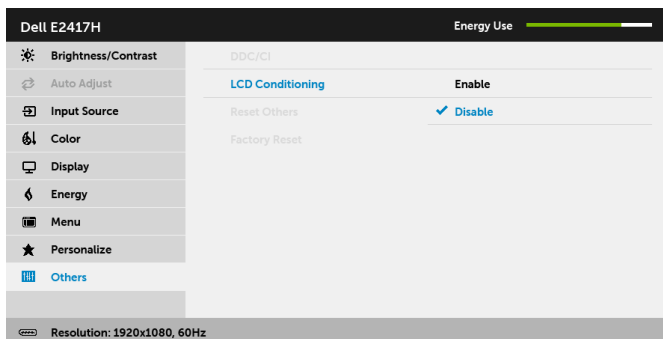 Dell E2417H Energy Use
Brightness/Contrast DDC/CI
Auto Adjust LCD Conditioning Enable
Input Source Reset Others Disable
Color Factory Reset
Display
Energy
Menu
Personalize
Others
Resolution: 1920x1080, 60Hz